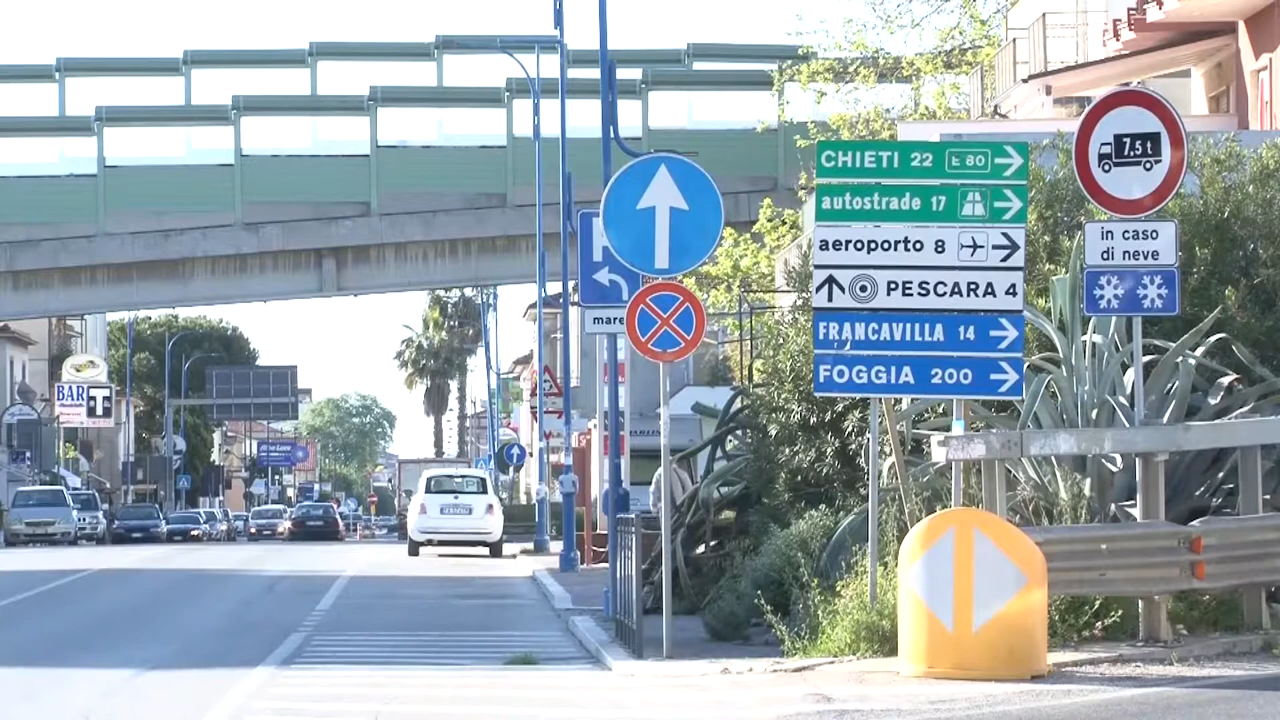 CHIETI 22 E 80
autostrade 17
aeroporto 8
PESCARA 4
FRANCAVILLA 14
FOGGIA 200
7,5 t
in caso
di neve
mare
BAR
T